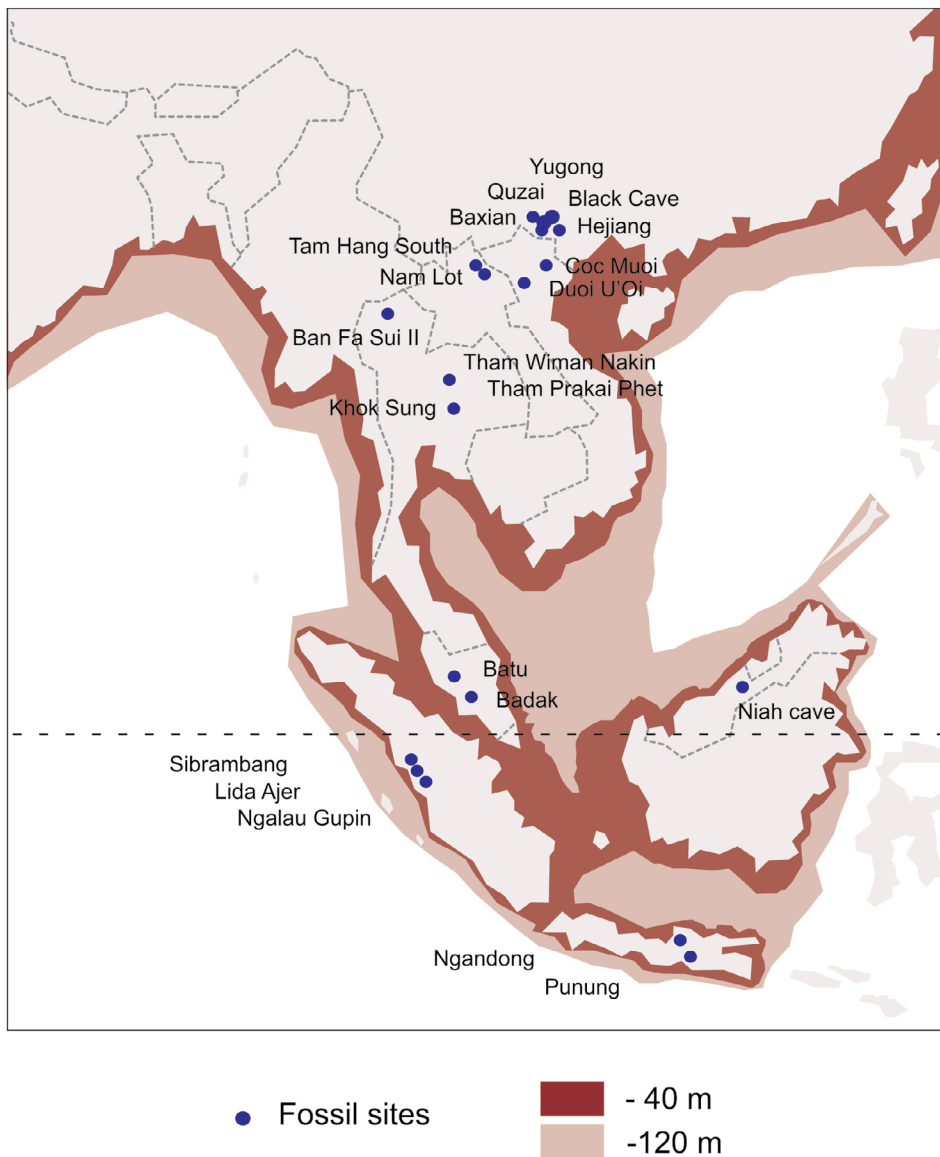 Yugong
Quzai
Black Cave
Baxian
Hejiang
Tam Hang South
Coc Muoi
Nam Lot
Duoi U'Oi
Ban Fa Sui II
Tham Wiman Nakin
Tham Prakai Phet
Khok Sung
Batu
Badak
Niah cave
Sibrambang
Lida Ajer
Ngalau Gupin
Ngandong
Punung
Fossil sites
- 40 m
-120 m